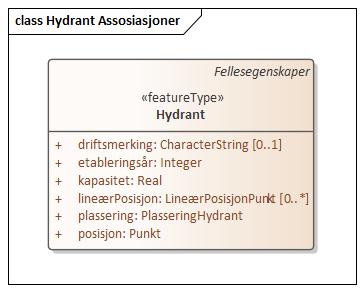 class Hydrant Assosiasjoner
Fellesegenskaper
«featureType»
Hydrant
+ driftsmerking: CharacterString [0..1]
+ etableringsår: Integer
+ kapasitet: Real
+ lineærPosisjon: LineærPosisjonPunkt [0..*]
+ plassering: PlasseringHydrant
+ posisjon: Punkt